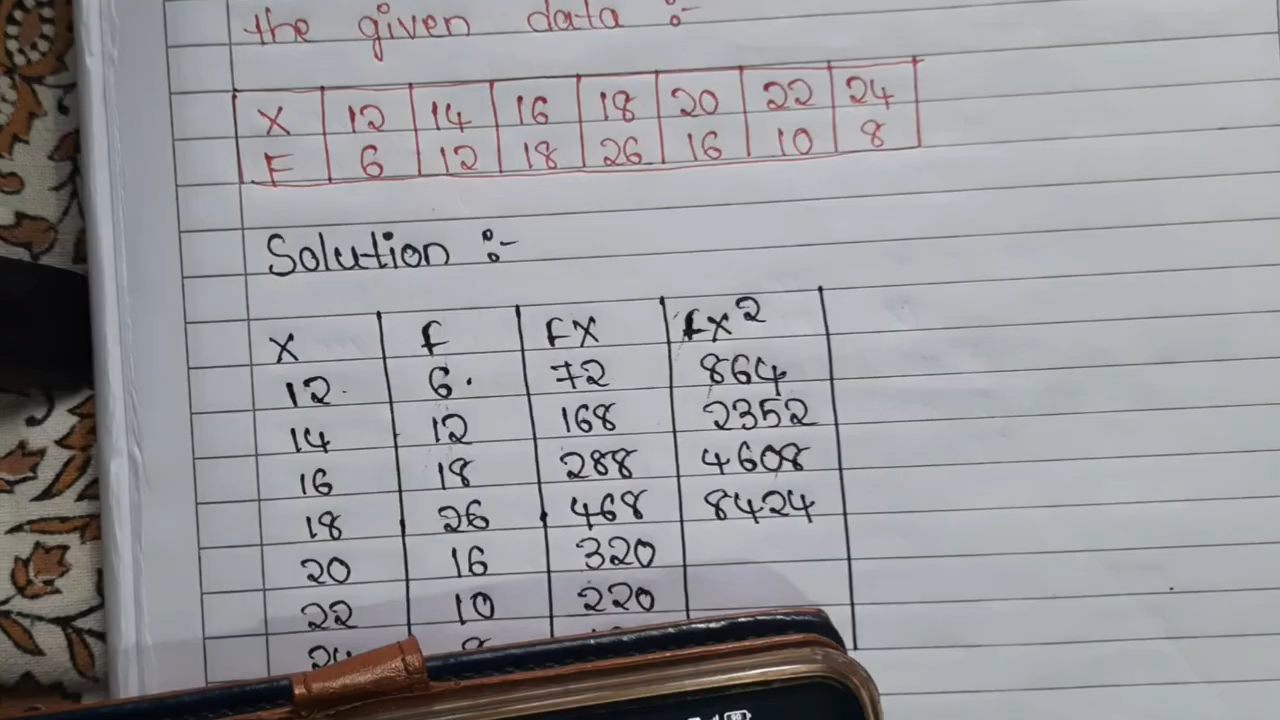 the given data :-
X 12 14 16 18 20 22 24
F 6 12 18 26 16 10 8
Solution :-
X F FX FX²
12 6 72 864
14 12 168 2352
16 18 288 4608
18 26 468 8424
20 16 320
22 10 220